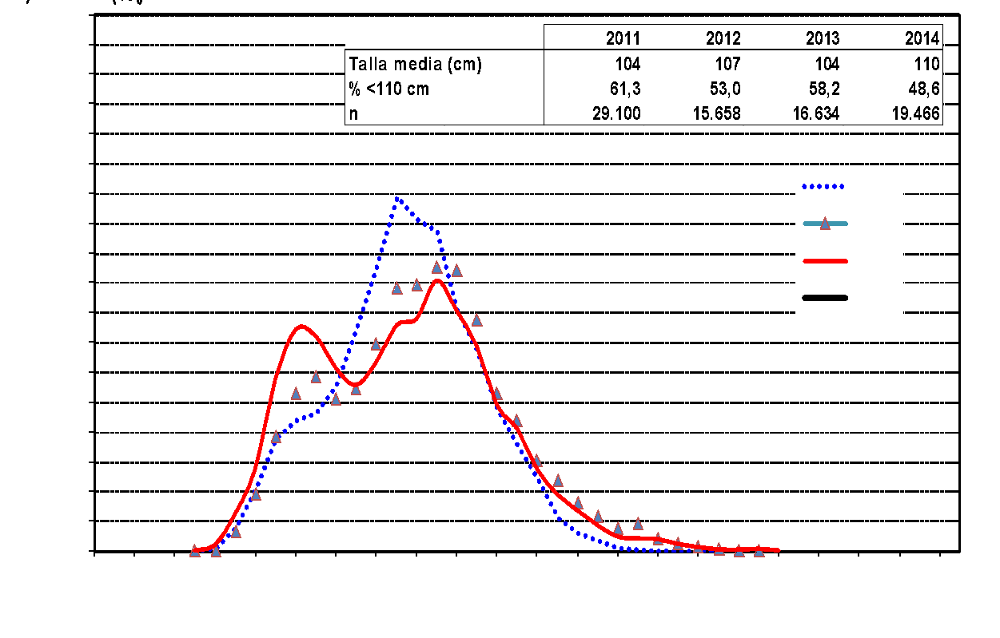 2011 2012 2013 2014
Talla media (cm) 104 107 104 110
% <110 cm 61,3 53,0 58,2 48,6
n 29.100 15.658 16.634 19.466